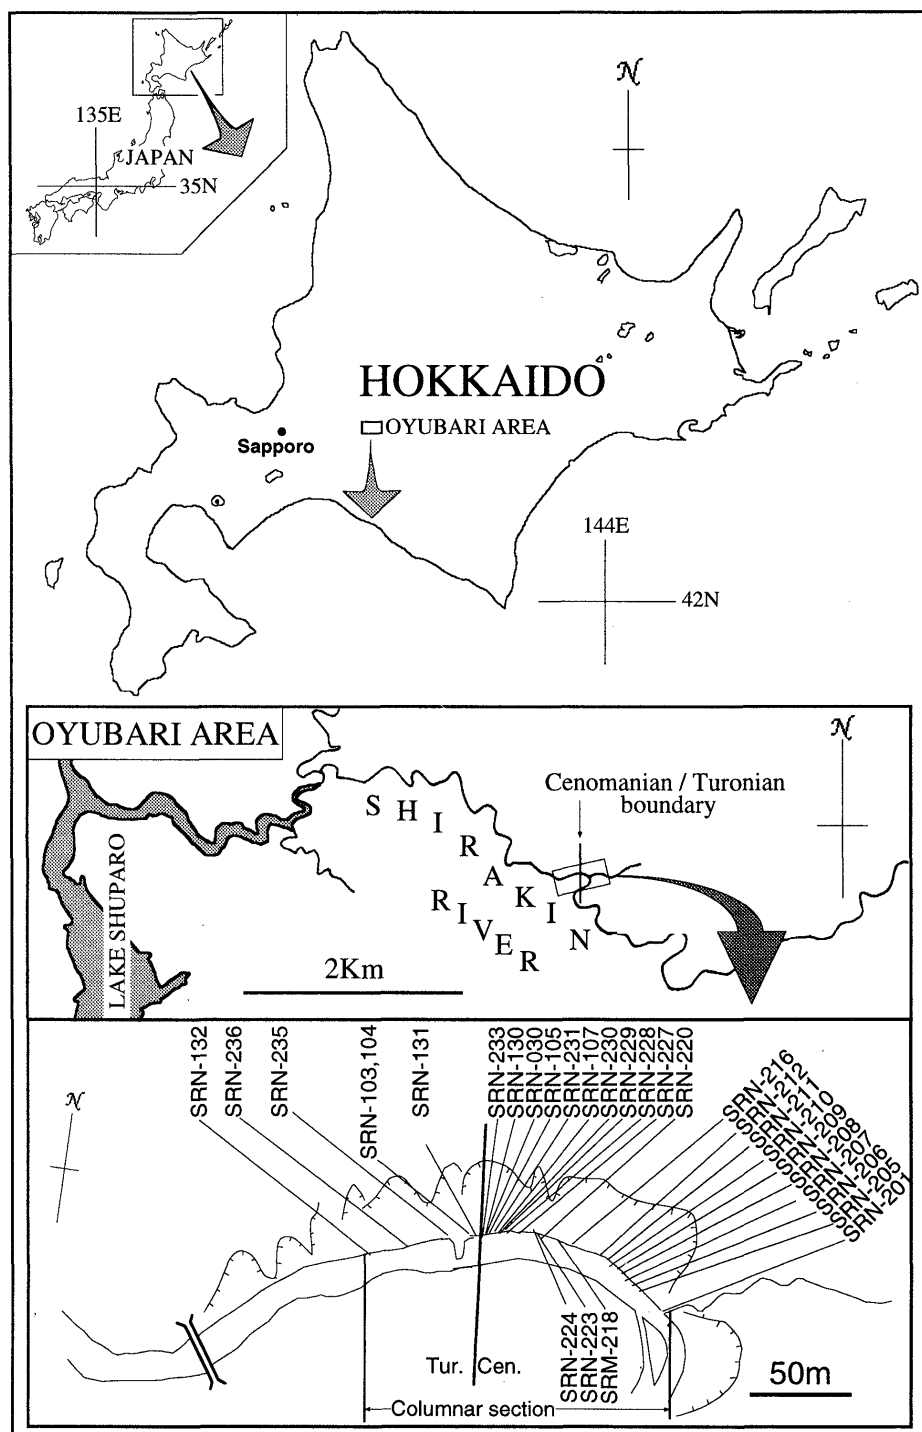 N
135E
JAPAN
35N
HOKKAIDO
OYUBARI AREA
Sapporo
144E
42N
OYUBARI AREA
N
Cenomanian / Turonian
boundary
SHIRAKIN
RIVER
LAKE SHUPARO
2Km
N
SRN-132
SRN-236
SRN-235
SRN-103,104
SRN-131
SRN-233
SRN-130
SRN-030
SRN-105
SRN-231
SRN-107
SRN-230
SRN-229
SRN-228
SRN-227
SRN-220
SRN-216
SRN-201
SRN-224
SRN-223
SRM-218
Tur. Cen.
50m
Columnar section